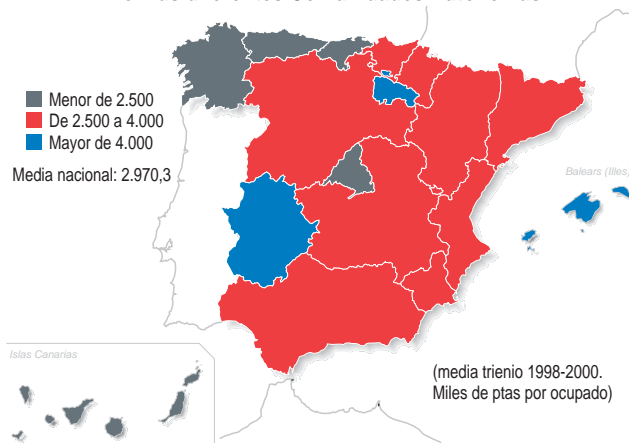 Menor de 2.500
De 2.500 a 4.000
Mayor de 4.000
Media nacional: 2.970,3
Balears (Illes)
Islas Canarias
(media trienio 1998-2000.
Miles de ptas por ocupado)